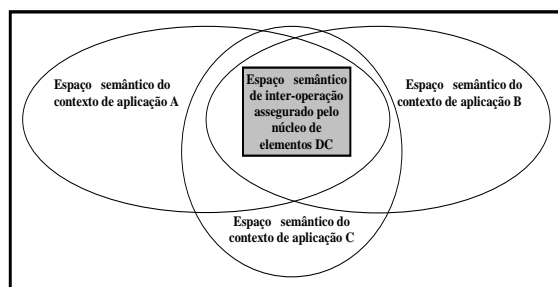 Espaço semântico do
contexto de aplicação A
Espaço semântico
de inter-operação
assegurado pelo
núcleo de
elementos DC
Espaço semântico do
contexto de aplicação B
Espaço semântico do
contexto de aplicação C